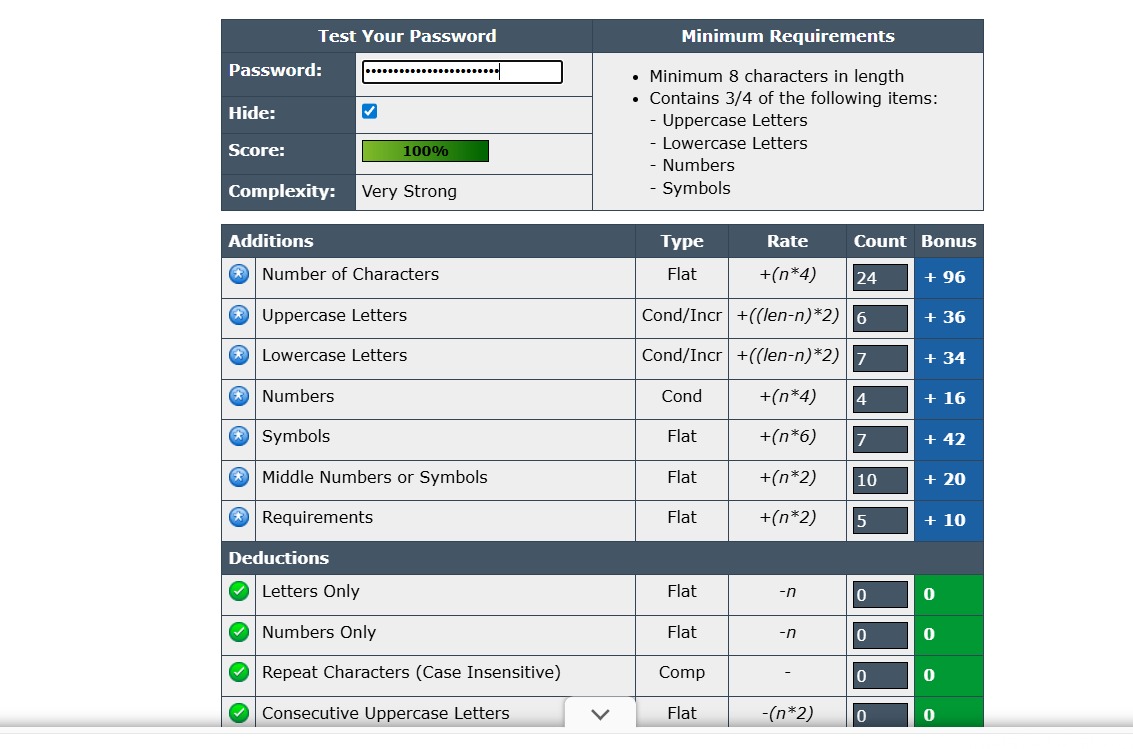 Test Your Password
Minimum Requirements
Password: ••••••••••••••••••••••••
Hide:
Score: 100%
Complexity: Very Strong
• Minimum 8 characters in length
• Contains 3/4 of the following items:
- Uppercase Letters
- Lowercase Letters
- Numbers
- Symbols
Additions Type Rate Count Bonus
Number of Characters Flat +(n*4) 24 + 96
Uppercase Letters Cond/Incr +((len-n)*2) 6 + 36
Lowercase Letters Cond/Incr +((len-n)*2) 7 + 34
Numbers Cond +(n*4) 4 + 16
Symbols Flat +(n*6) 7 + 42
Middle Numbers or Symbols Flat +(n*2) 10 + 20
Requirements Flat +(n*2) 5 + 10
Deductions
Letters Only Flat -n 0 0
Numbers Only Flat -n 0 0
Repeat Characters (Case Insensitive) Comp - 0 0
Consecutive Uppercase Letters Flat -(n*2) 0 0